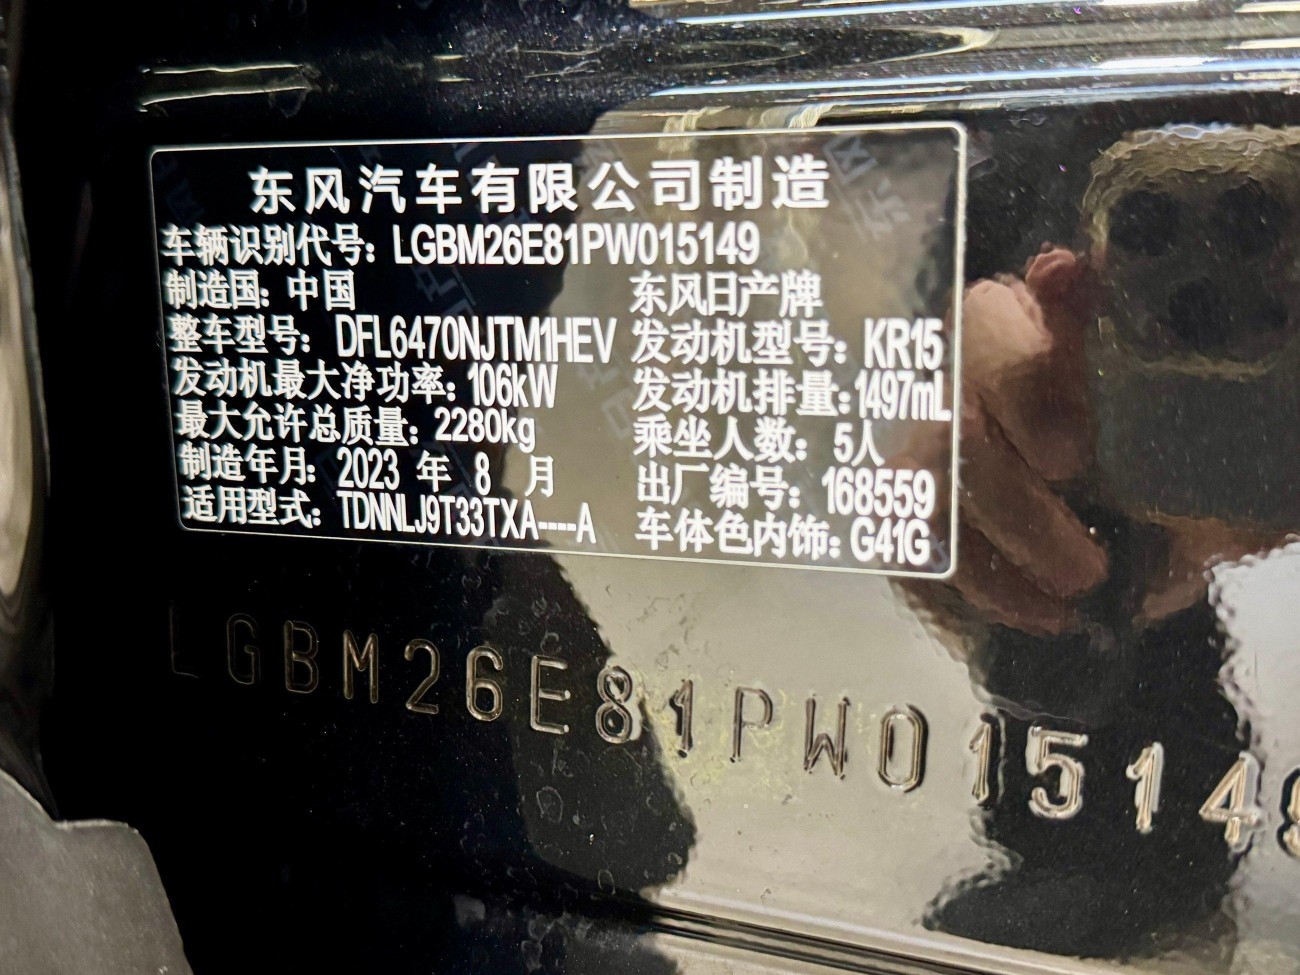 东风汽车有限公司制造
车辆识别代号：LGBM26E81PW015149
制造国：中国 东风日产牌
整车型号：DFL6470NJTM1HEV 发动机型号：KR15
发动机最大净功率：106kW 发动机排量：1497mL
最大允许总质量：2280kg 乘坐人数：5人
制造年月：2023 年 8 月 出厂编号：168559
适用型式：TDNNLJ9T33TXA----A 车体色内饰：G41G
LGBM26E81PW015149